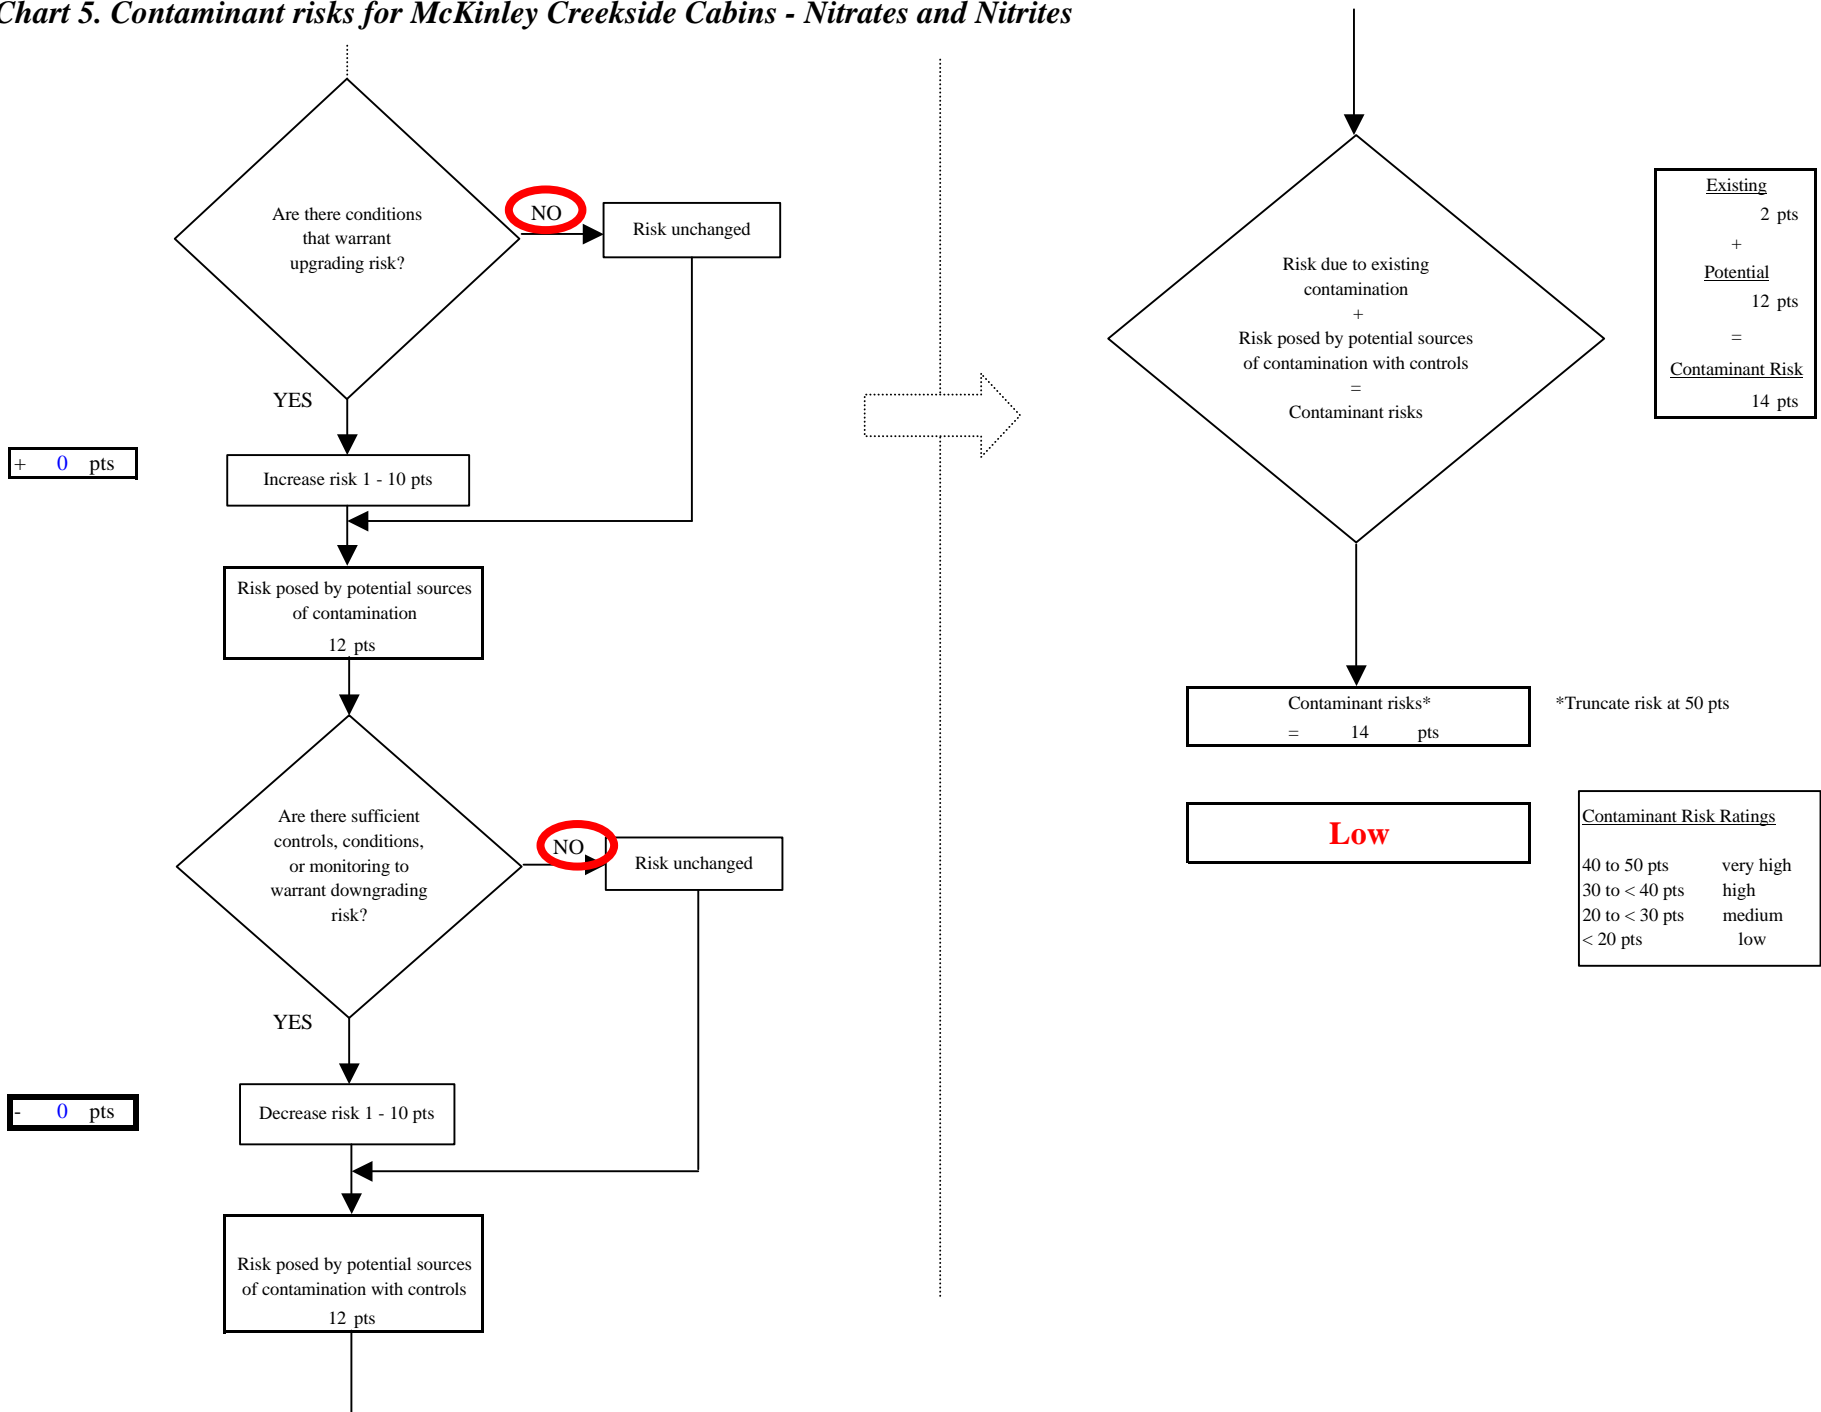 Chart 5. Contaminant risks for McKinley Creekside Cabins - Nitrates and Nitrites
Are there conditions
that warrant
upgrading risk?
NO
Risk unchanged
YES
+ 0 pts
Increase risk 1 - 10 pts
Risk posed by potential sources
of contamination
12 pts
Are there sufficient
controls, conditions,
or monitoring to
warrant downgrading
risk?
NO
Risk unchanged
YES
- 0 pts
Decrease risk 1 - 10 pts
Risk posed by potential sources
of contamination with controls
12 pts
Risk due to existing
contamination
+
Risk posed by potential sources
of contamination with controls
=
Contaminant risks
Existing
2 pts
+
Potential
12 pts
=
Contaminant Risk
14 pts
Contaminant risks*
= 14 pts
*Truncate risk at 50 pts
Low
Contaminant Risk Ratings
40 to 50 pts very high
30 to < 40 pts high
20 to < 30 pts medium
< 20 pts low